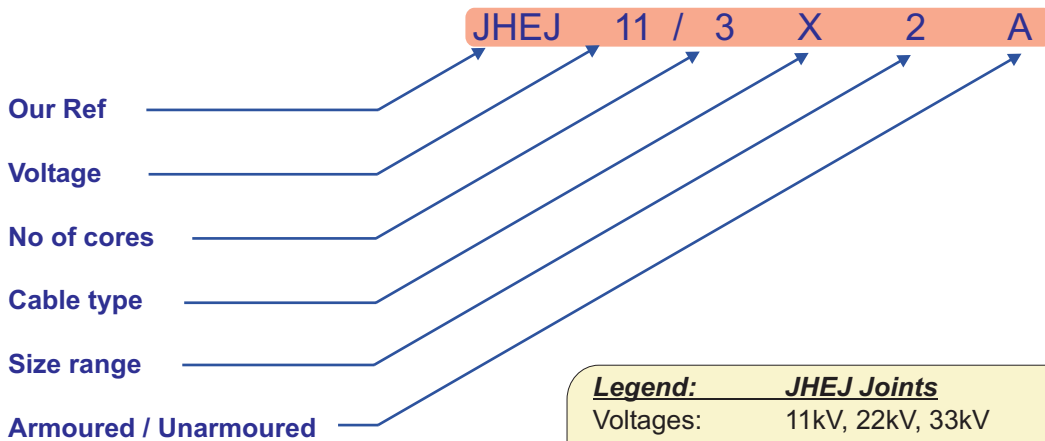 JHEJ 11 / 3 X 2 A
Our Ref
Voltage
No of cores
Cable type
Size range
Armoured / Unarmoured
Legend: JHEJ Joints
Voltages: 11kV, 22kV, 33kV